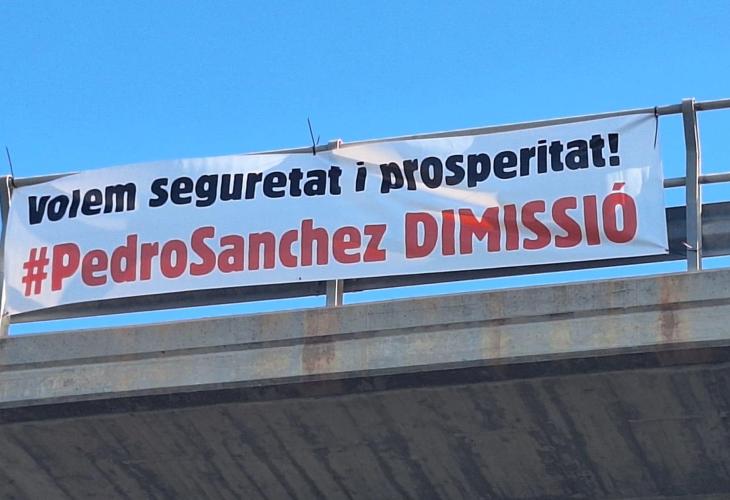 Volem seguretat i prosperitat!
#PedroSanchez DIMISSIÓ